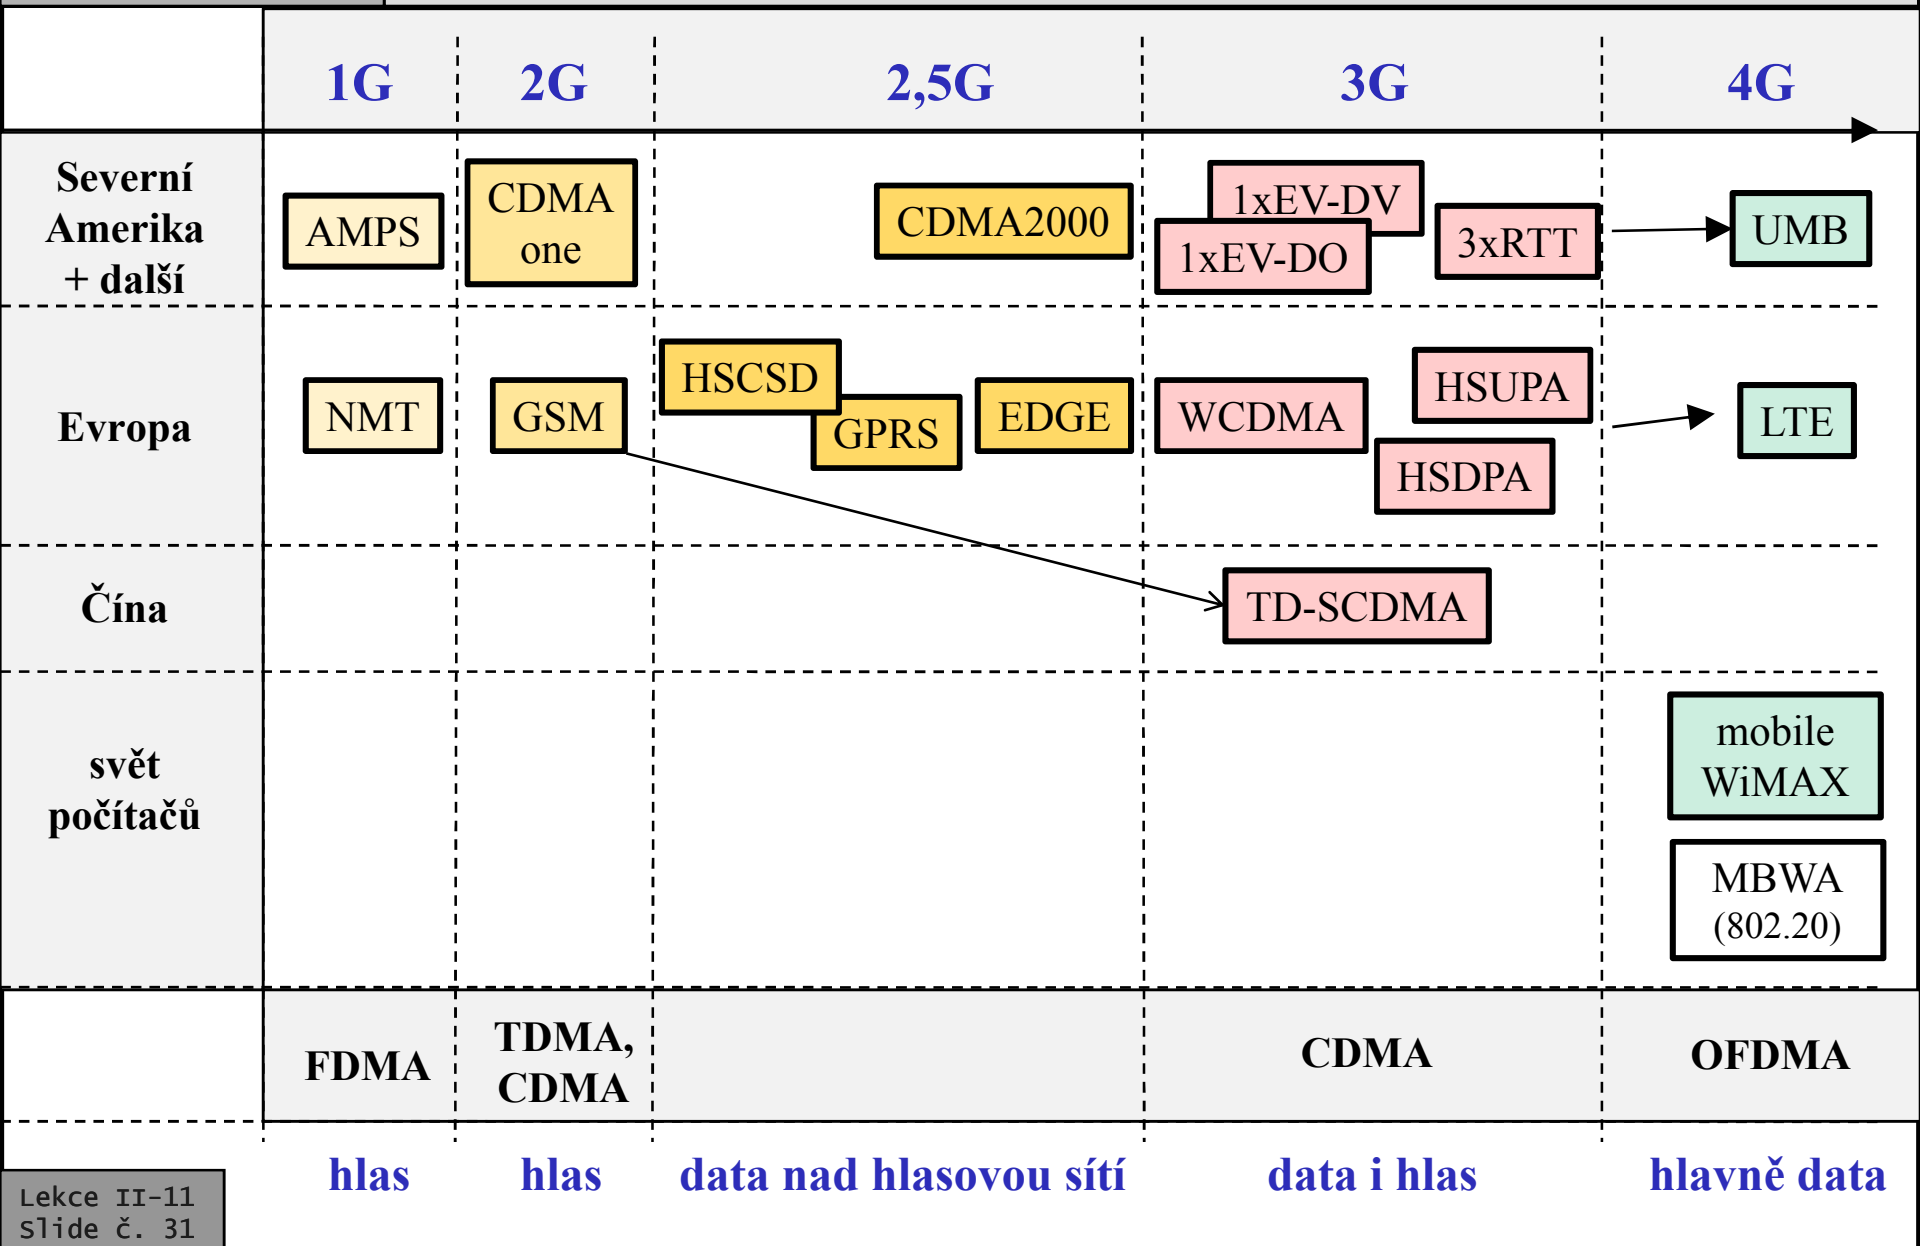 1G
2G
2,5G
3G
4G
Severní
Amerika
+ další
AMPS
CDMA
one
CDMA2000
1xEV-DV
1xEV-DO
3xRTT
UMB
Evropa
NMT
GSM
HSCSD
GPRS
EDGE
WCDMA
HSUPA
HSDPA
LTE
Čína
TD-SCDMA
svět
počítačů
mobile
WiMAX
MBWA
(802.20)
FDMA
TDMA,
CDMA
CDMA
OFDMA
hlas
hlas
data nad hlasovou sítí
data i hlas
hlavně data
Lekce II-11
Slide č. 31